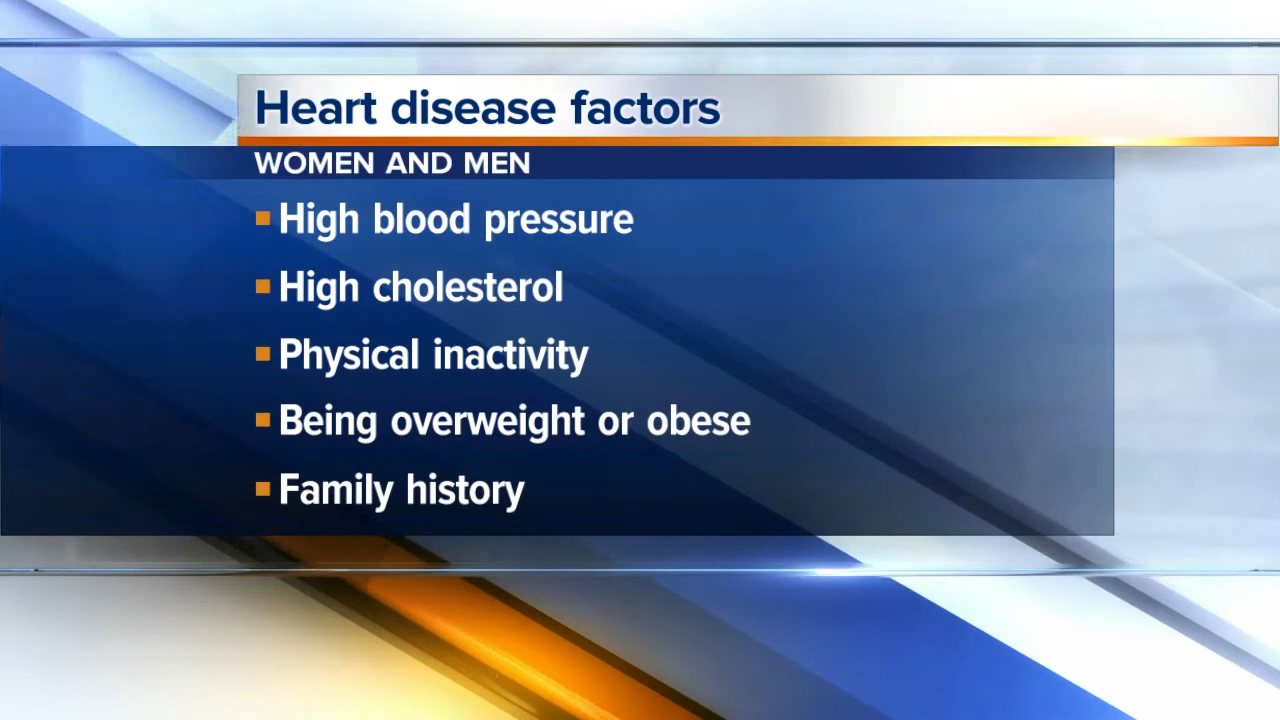 Heart disease factors
WOMEN AND MEN
High blood pressure
High cholesterol
Physical inactivity
Being overweight or obese
Family history